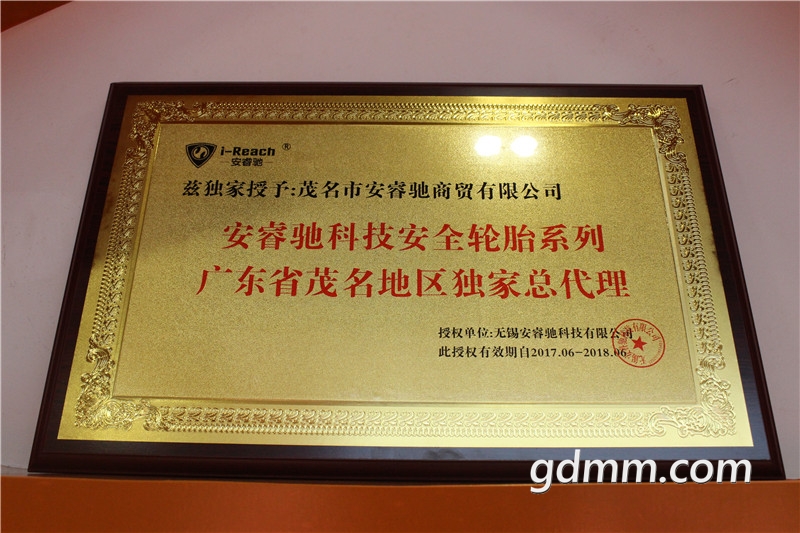 i-Reach ®
安睿驰
兹独家授予:茂名市安睿驰商贸有限公司
安睿驰科技安全轮胎系列
广东省茂名地区独家总代理
授权单位:无锡安睿驰科技有限公司
此授权有效期自2017.06-2018.06
gdmm.com